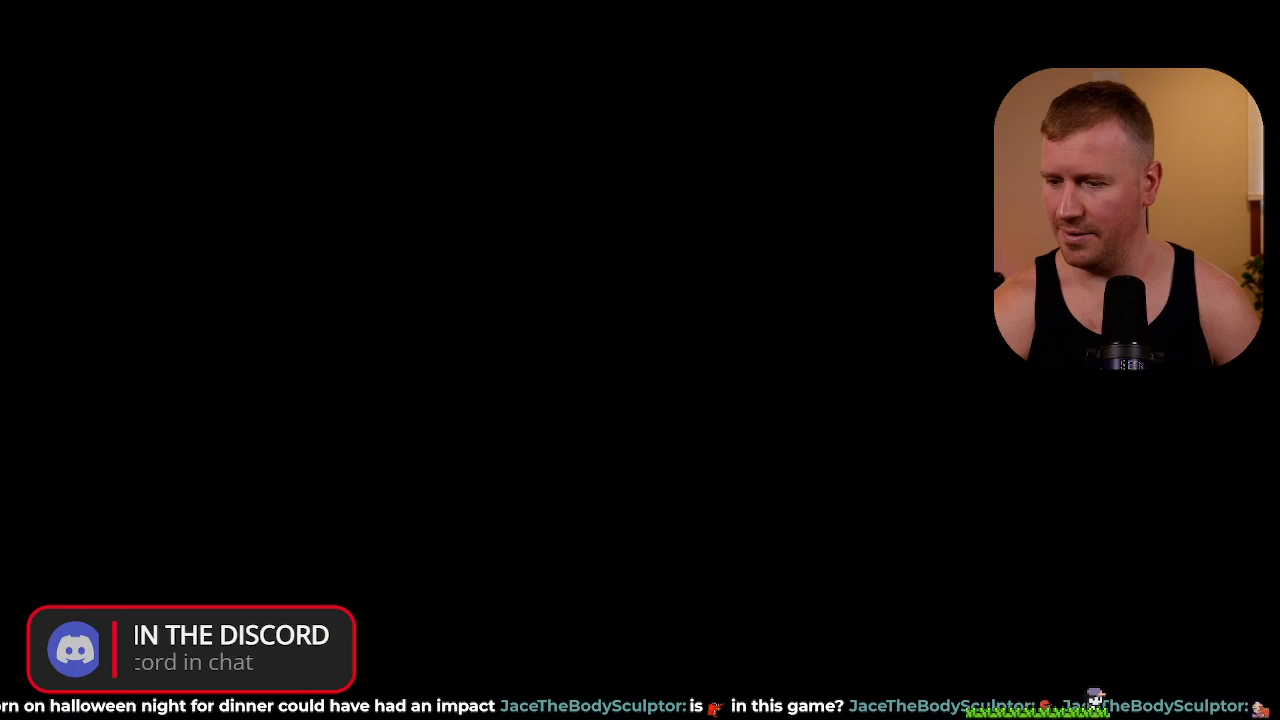 IN THE DISCORD
cord in chat
orn on halloween night for dinner could have had an impact JaceTheBodySculptor: is in this game? JaceTheBodySculptor: JaceTheBodySculptor: